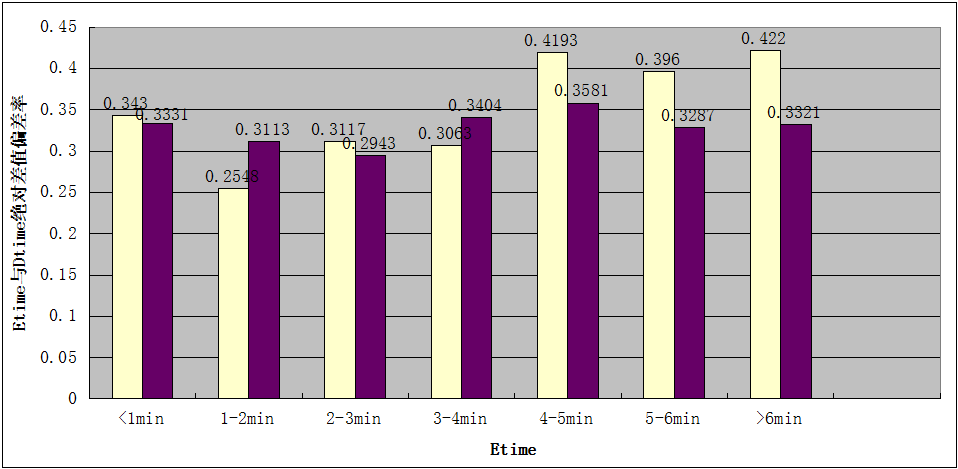 0.45
0.4
0.35
0.3
0.25
0.2
0.15
0.1
0.05
0
Etime与Dtime绝对差值偏差率
0.343
0.3331
0.2548
0.3113
0.3117
0.2943
0.3063
0.3404
0.4193
0.3581
0.396
0.3287
0.422
0.3321
<1min
1-2min
2-3min
3-4min
4-5min
5-6min
>6min
Etime